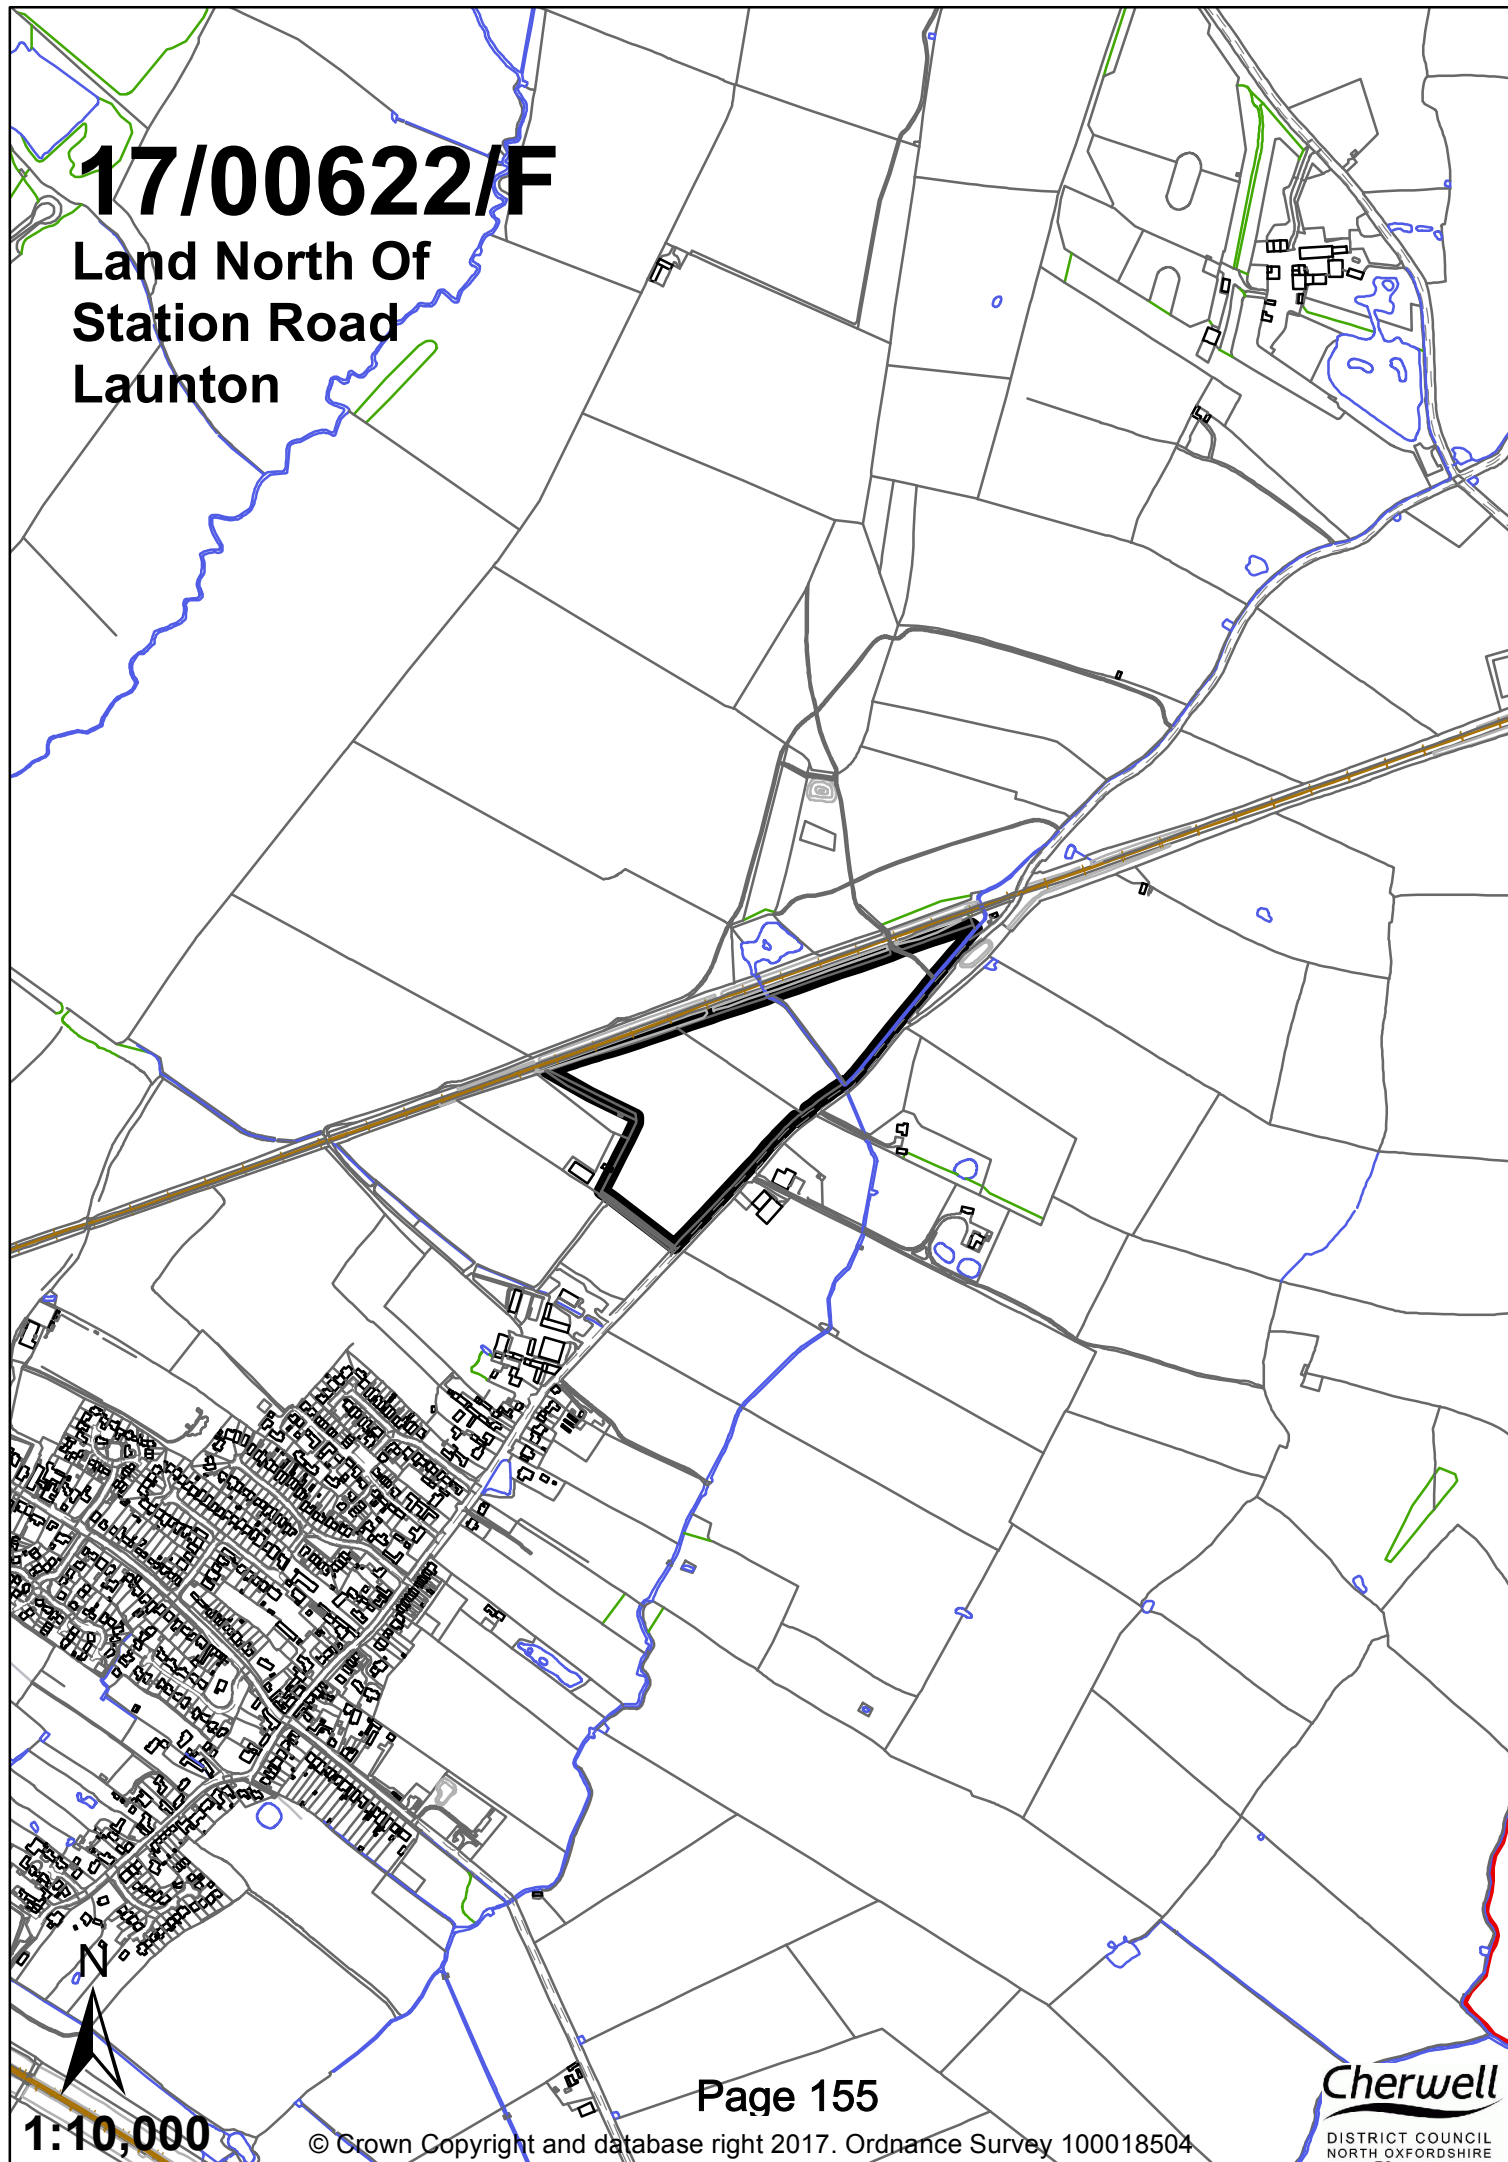 17/00622/F
Land North Of
Station Road
Launton
N
1:10,000
Page 155
© Crown Copyright and database right 2017. Ordnance Survey 100018504
Cherwell
DISTRICT COUNCIL
NORTH OXFORDSHIRE